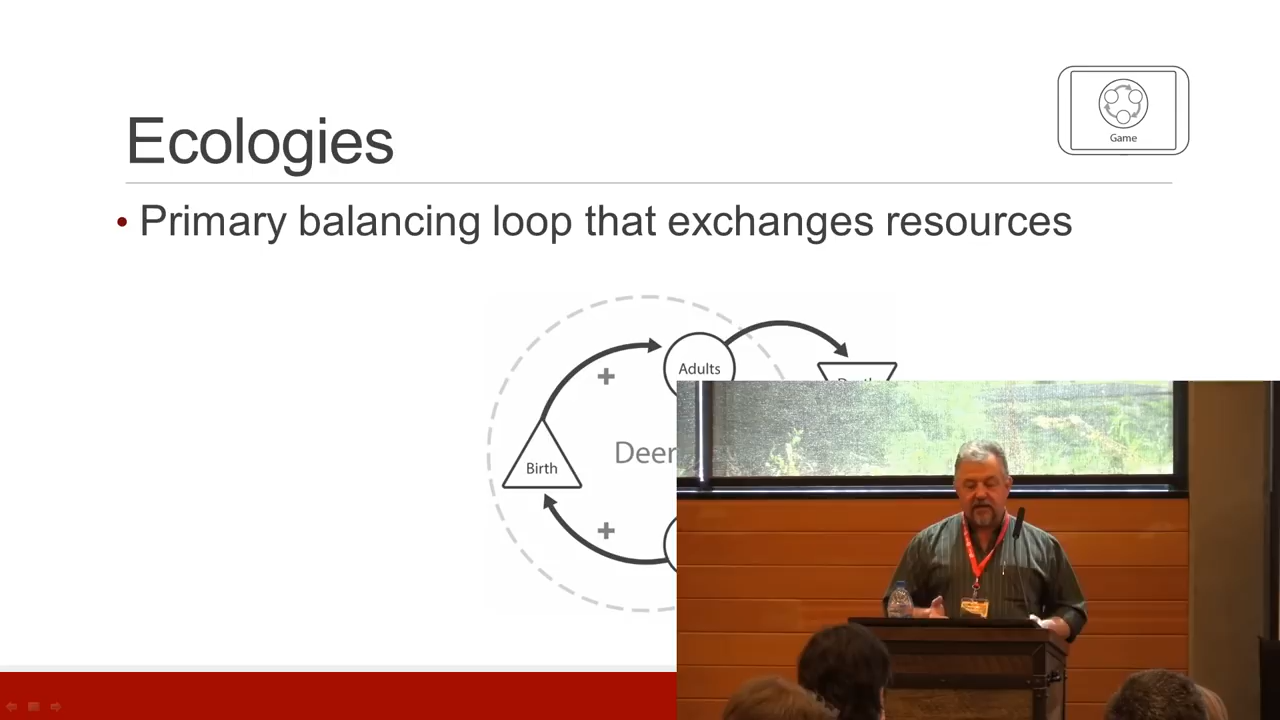 Game
Ecologies
• Primary balancing loop that exchanges resources
Adults
Deer
Birth